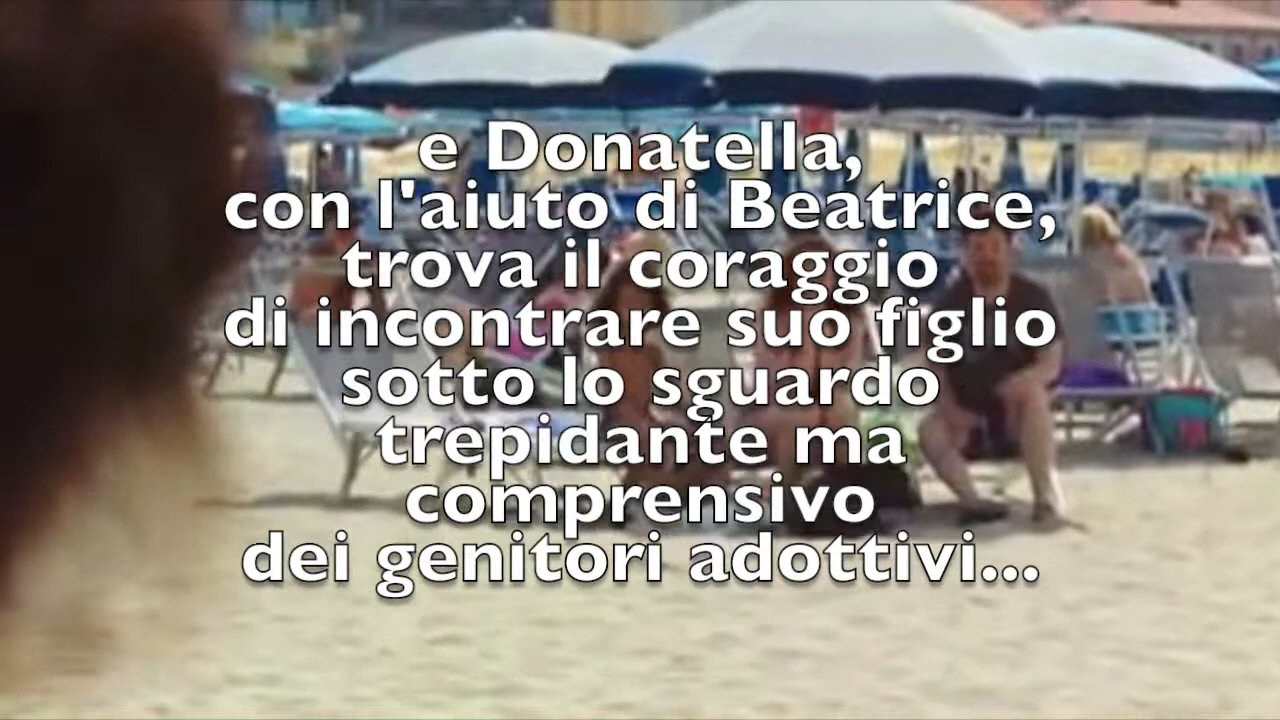 e Donatella,
con l'aiuto di Beatrice,
trova il coraggio
di incontrare suo figlio
sotto lo sguardo
trepidante ma
comprensivo
dei genitori adottivi...